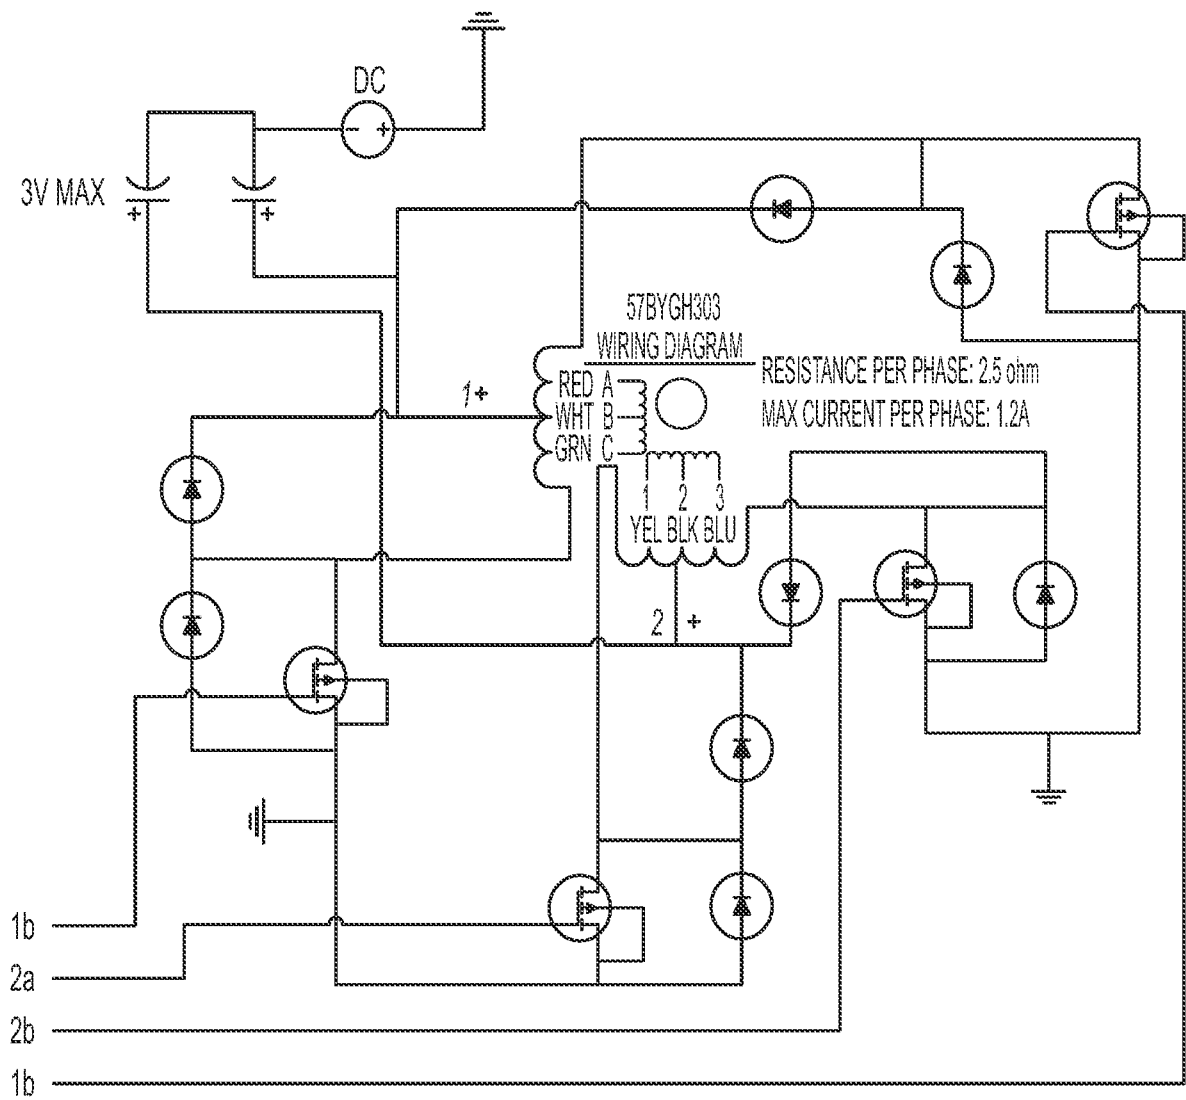 DC
- +
3V MAX
+ +
57BYGH303
WIRING DIAGRAM
RESISTANCE PER PHASE: 2.5 ohm
MAX CURRENT PER PHASE: 1.2A
1+
RED A
WHT B
GRN C
1 2 3
YEL BLK BLU
2 +
1b
2a
2b
1b